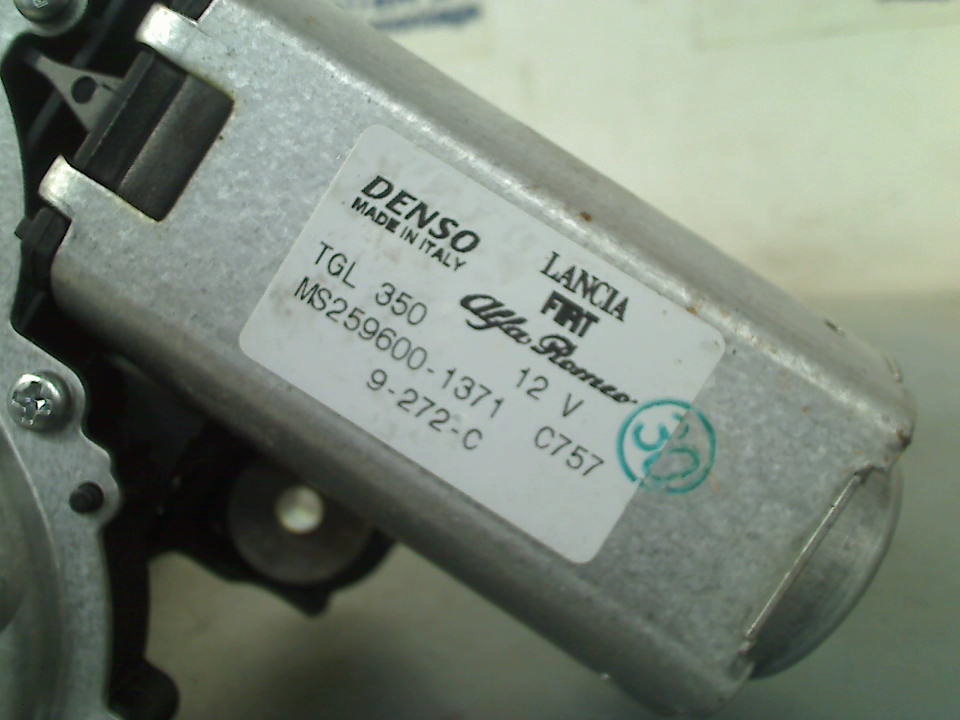 DENSO
MADE IN ITALY
LANCIA
FIAT
Alfa Romeo
TGL 350
12 V
MS259600-1371
C757
9-272-C
30